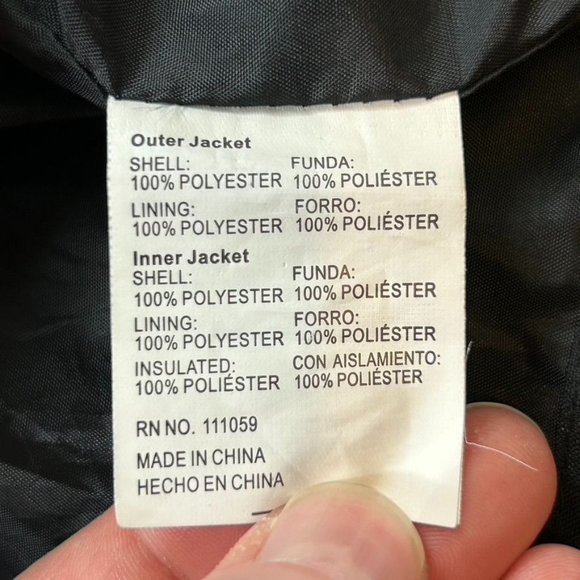 Outer Jacket
SHELL: FUNDA:
100% POLYESTER 100% POLIÉSTER
LINING: FORRO:
100% POLYESTER 100% POLIÉSTER
Inner Jacket
SHELL: FUNDA:
100% POLYESTER 100% POLIÉSTER
LINING: FORRO:
100% POLYESTER 100% POLIÉSTER
INSULATED: CON AISLAMIENTO:
100% POLIÉSTER 100% POLIÉSTER
RN NO. 111059
MADE IN CHINA
HECHO EN CHINA